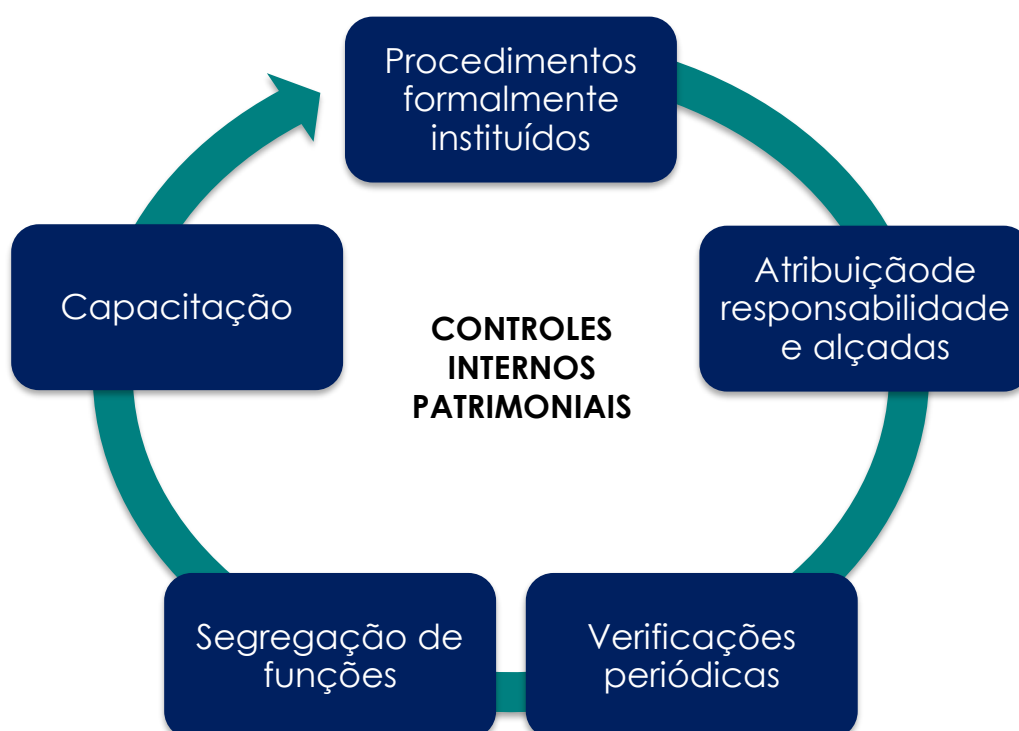 Procedimentos
formalmente
instituídos
Atribuiçãode
responsabilidade
e alçadas
Verificações
periódicas
Segregação de
funções
Capacitação
CONTROLES
INTERNOS
PATRIMONIAIS